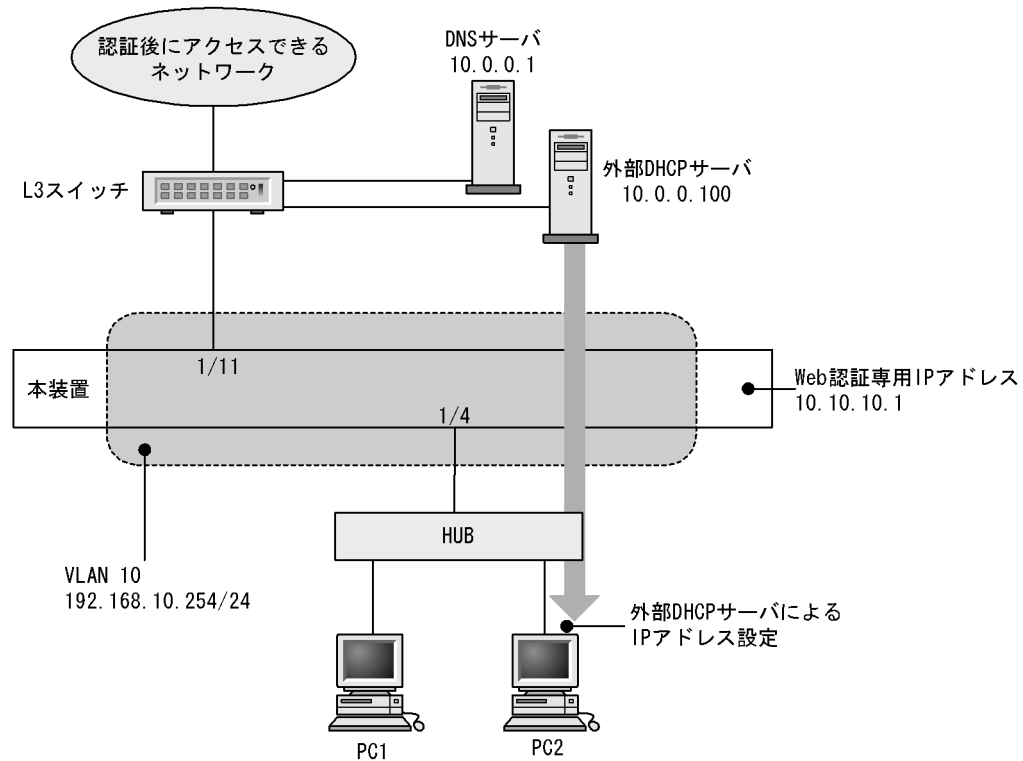 認証後にアクセスできる
ネットワーク
DNSサーバ
10.0.0.1
L3スイッチ
外部DHCPサーバ
10.0.0.100
1/11
本装置
1/4
Web認証専用IPアドレス
10.10.10.1
HUB
VLAN 10
192.168.10.254/24
外部DHCPサーバによる
IPアドレス設定
PC1
PC2